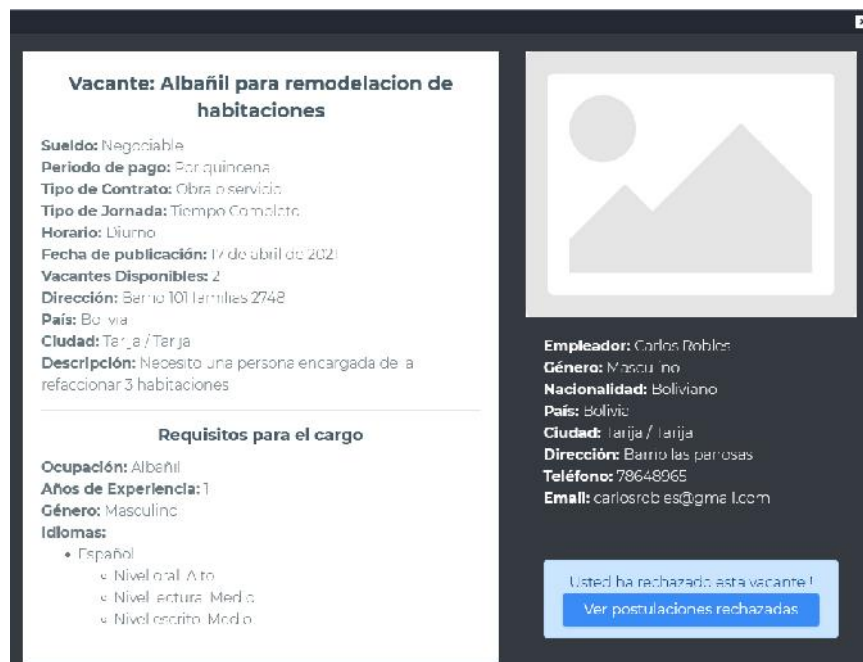 Vacante: Albañil para remodelacion de
habitaciones
Sueldo: Negociable
Periodo de pago: Por quincena
Tipo de Contrato: Obra o servicio
Tipo de Jornada: Tiempo Completo
Horario: Diurno
Fecha de publicación: 17 de abril de 2021
Vacantes Disponibles: 2
Dirección: Barrio 101 familias 2748
País: Bolivia
Ciudad: Tarija / Tarija
Descripción: Necesito una persona encargada de la
refaccionar 3 habitaciones
Requisitos para el cargo
Ocupación: Albañil
Años de Experiencia: 1
Género: Masculino
Idiomas:
Español
Nivel oral: Alto
Nivel lectura: Medio
Nivel escrito: Medio
Empleador: Carlos Robles
Género: Masculino
Nacionalidad: Boliviano
País: Bolivia
Ciudad: Tarija / Tarija
Dirección: Barrio las
Teléfono: 78648965
Email: carlosrobles@gmail.com
Usted ha rechazado esta vacante !
Ver postulaciones rechazadas